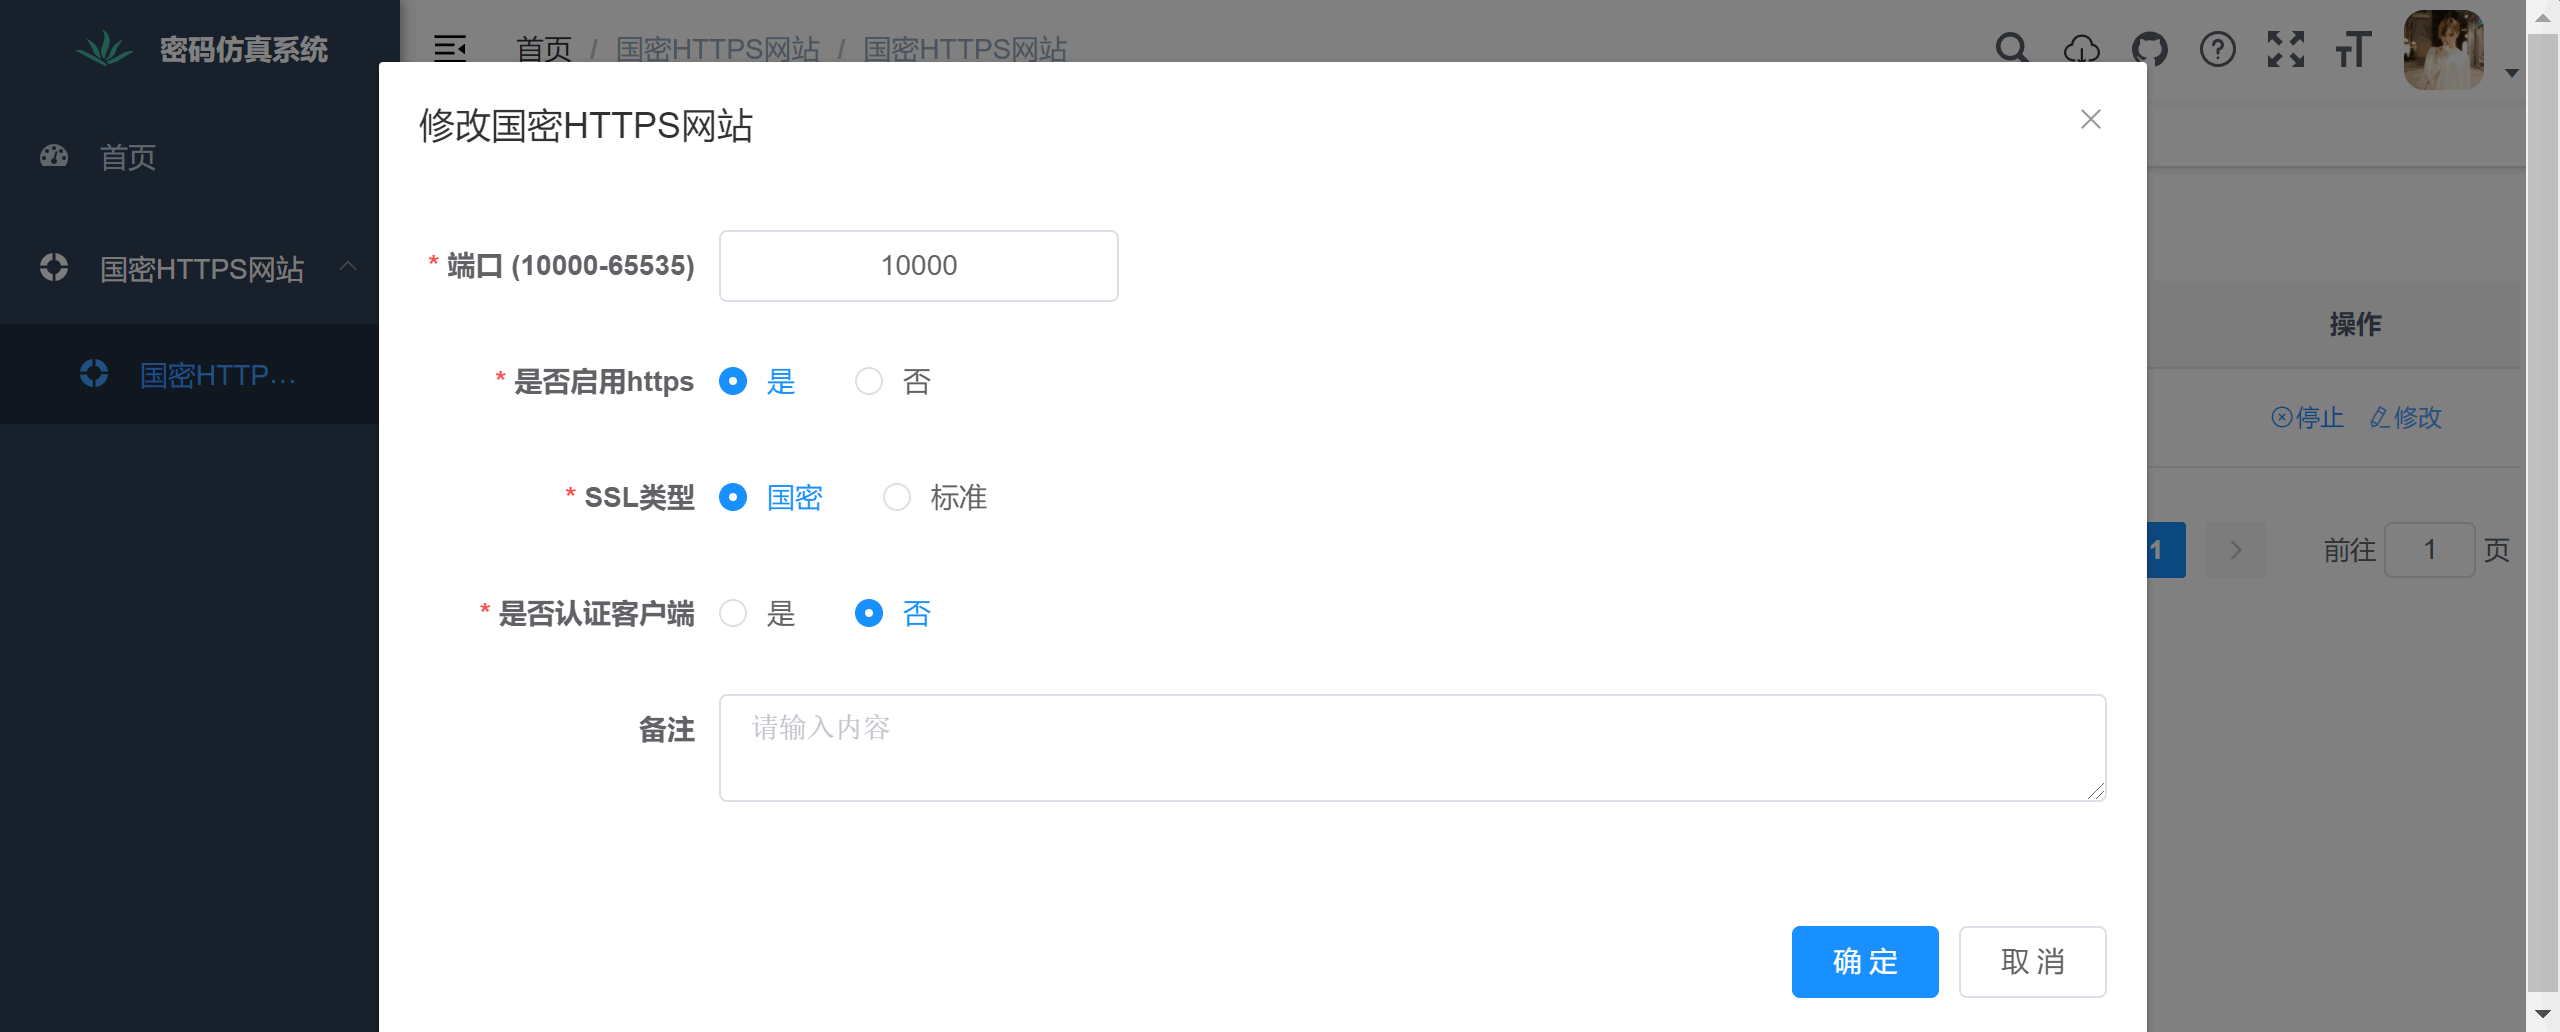 密码仿真系统
首页 / 国密HTTPS网站 / 国密HTTPS网站
首页
国密HTTPS网站
国密HTTP...
修改国密HTTPS网站
* 端口 (10000-65535) 10000
* 是否启用https 是 否
* SSL类型 国密 标准
* 是否认证客户端 是 否
备注 请输入内容
确 定 取 消
操作
停止 修改
1 前往 1 页